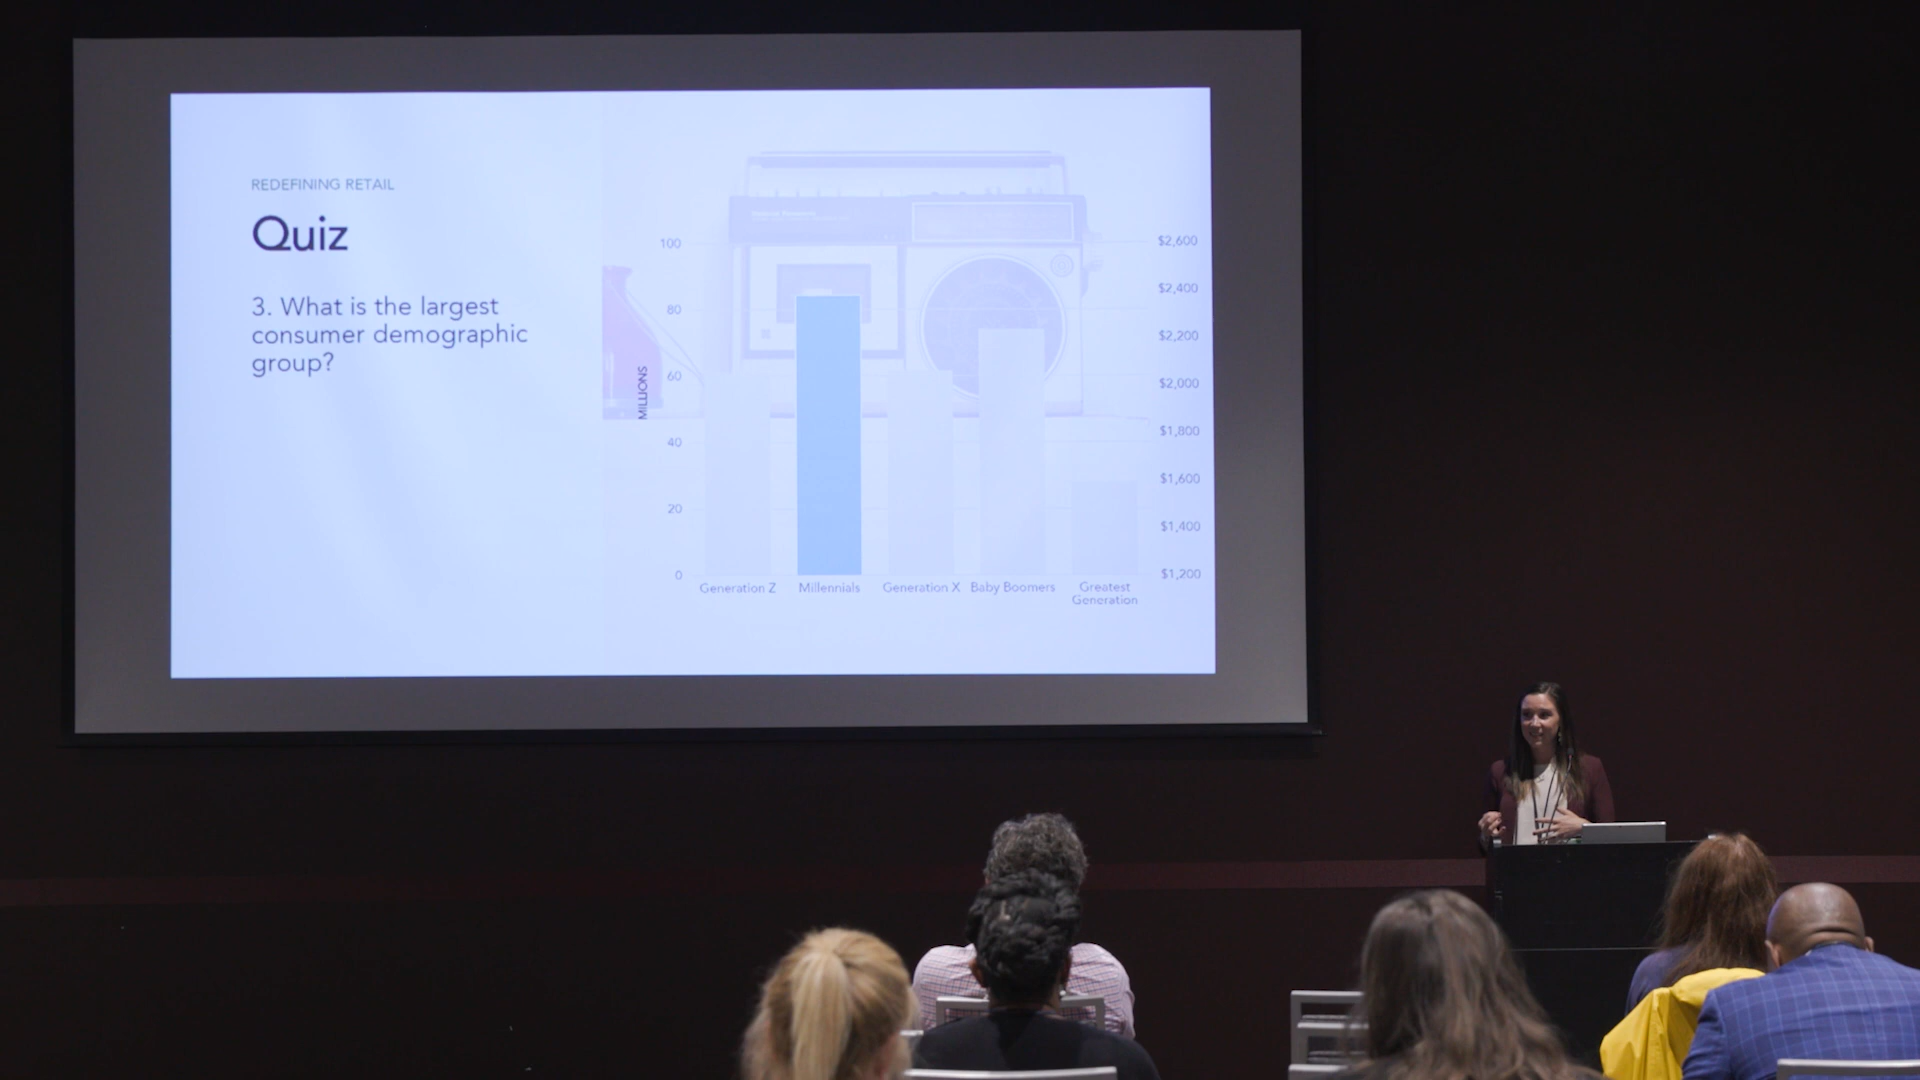 REDEFINING RETAIL
Quiz
3. What is the largest
consumer demographic
group?
MILLIONS
100
80
60
40
20
0
$2,600
$2,400
$2,200
$2,000
$1,800
$1,600
$1,400
$1,200
Generation Z
Millennials
Generation X
Baby Boomers
Greatest
Generation